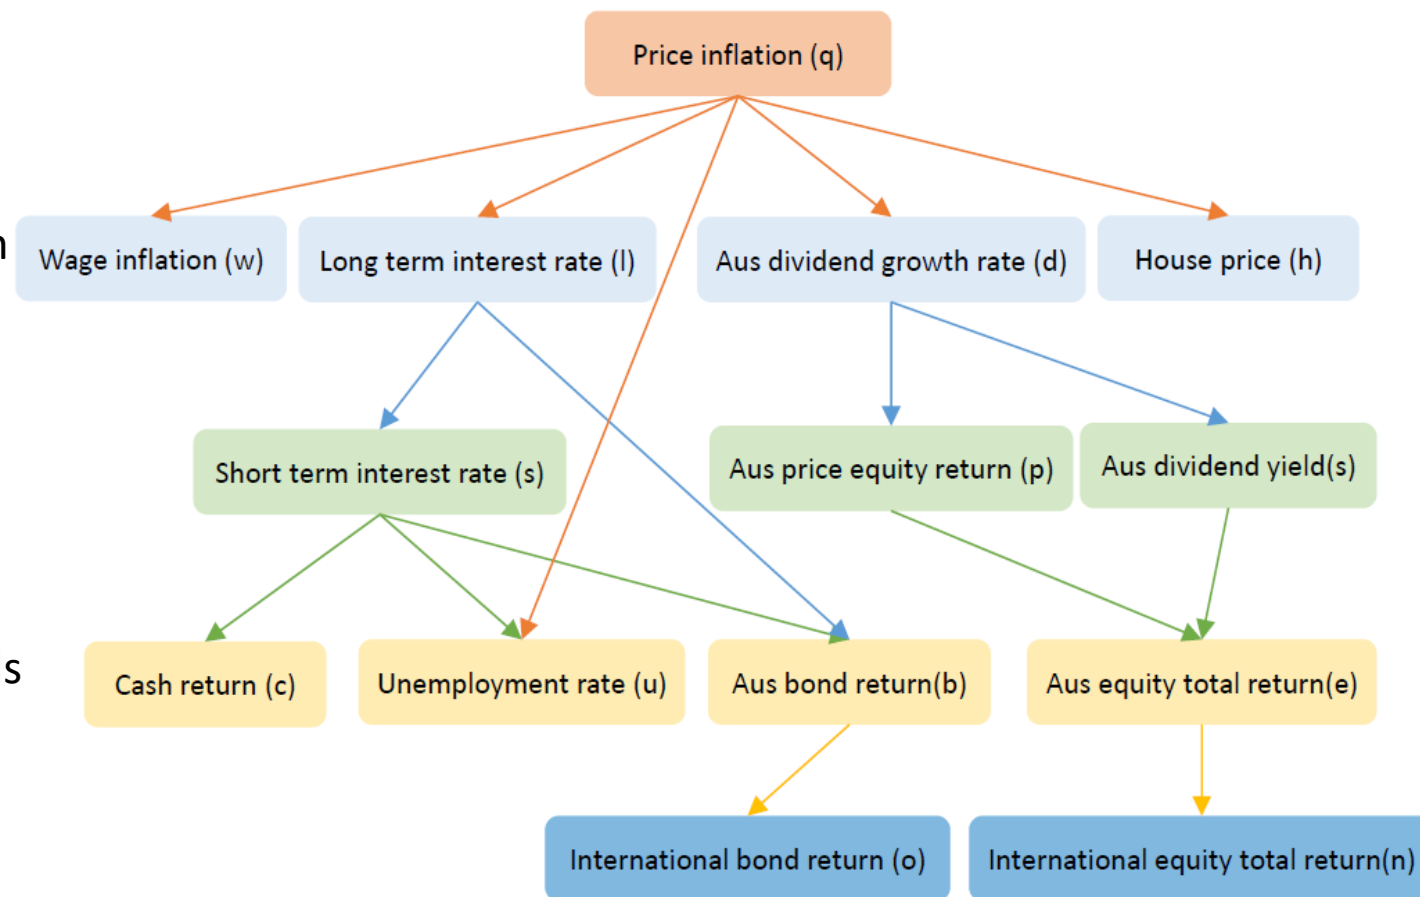 Price inflation (q)
n
Wage inflation (w)
Long term interest rate (l)
Aus dividend growth rate (d)
House price (h)
Short term interest rate (s)
Aus price equity return (p)
Aus dividend yield(s)
s
Cash return (c)
Unemployment rate (u)
Aus bond return(b)
Aus equity total return(e)
International bond return (o)
International equity total return(n)